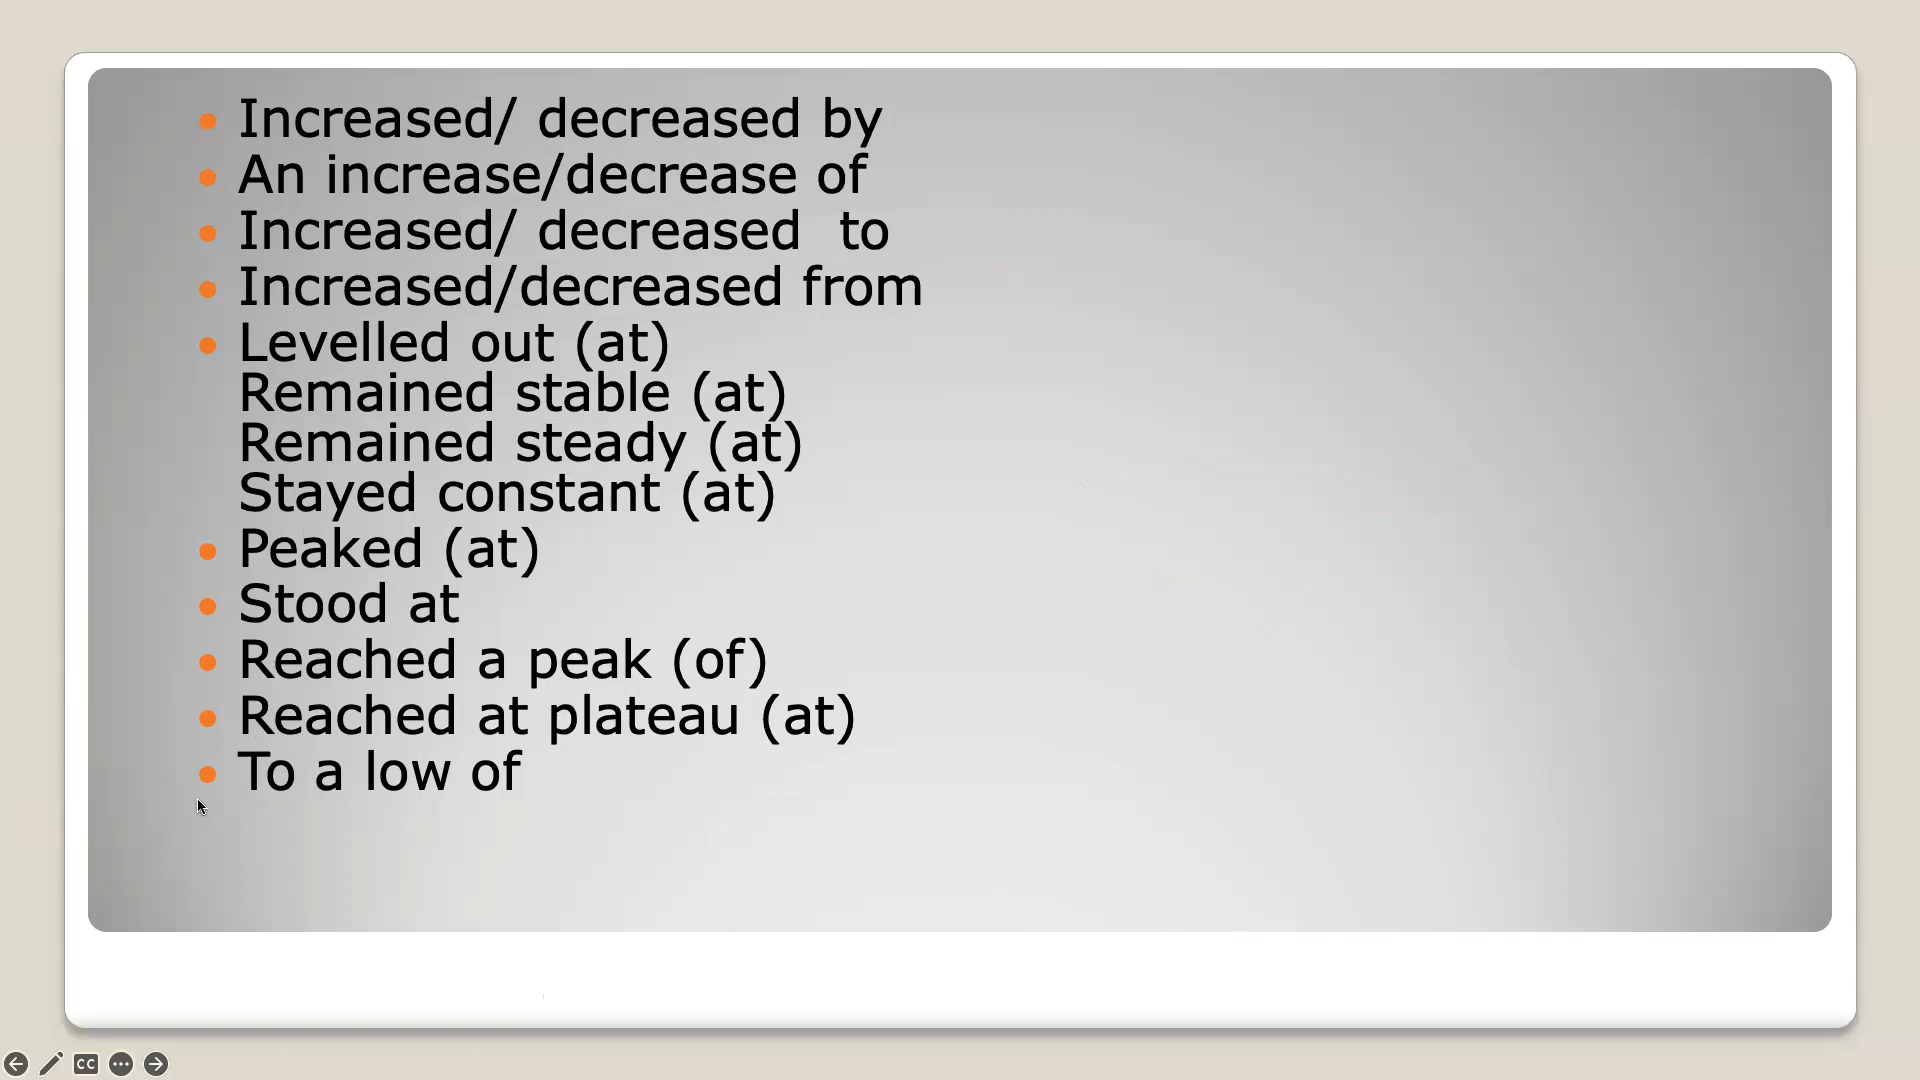 Increased/ decreased by
An increase/decrease of
Increased/ decreased  to
Increased/decreased from
Levelled out (at)
Remained stable (at)
Remained steady (at)
Stayed constant (at)
Peaked (at)
Stood at
Reached a peak (of)
Reached at plateau (at)
To a low of
CC